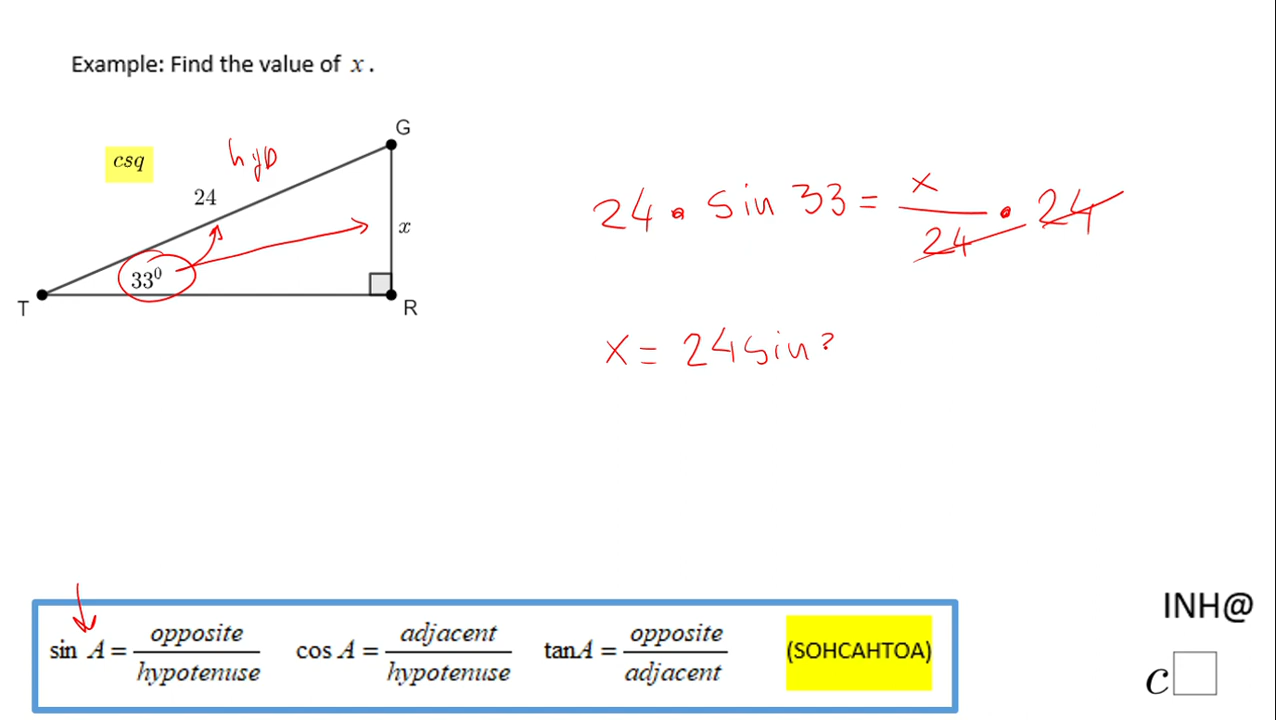 Example: Find the value of x.
G
csq
hyp
24
24 · sin 33 = x/24 · 24
x
33⁰
T
R
x = 24 sin
sin A = opposite/hypotenuse cos A = adjacent/hypotenuse tanA = opposite/adjacent (SOHCAHTOA)
INH@
c